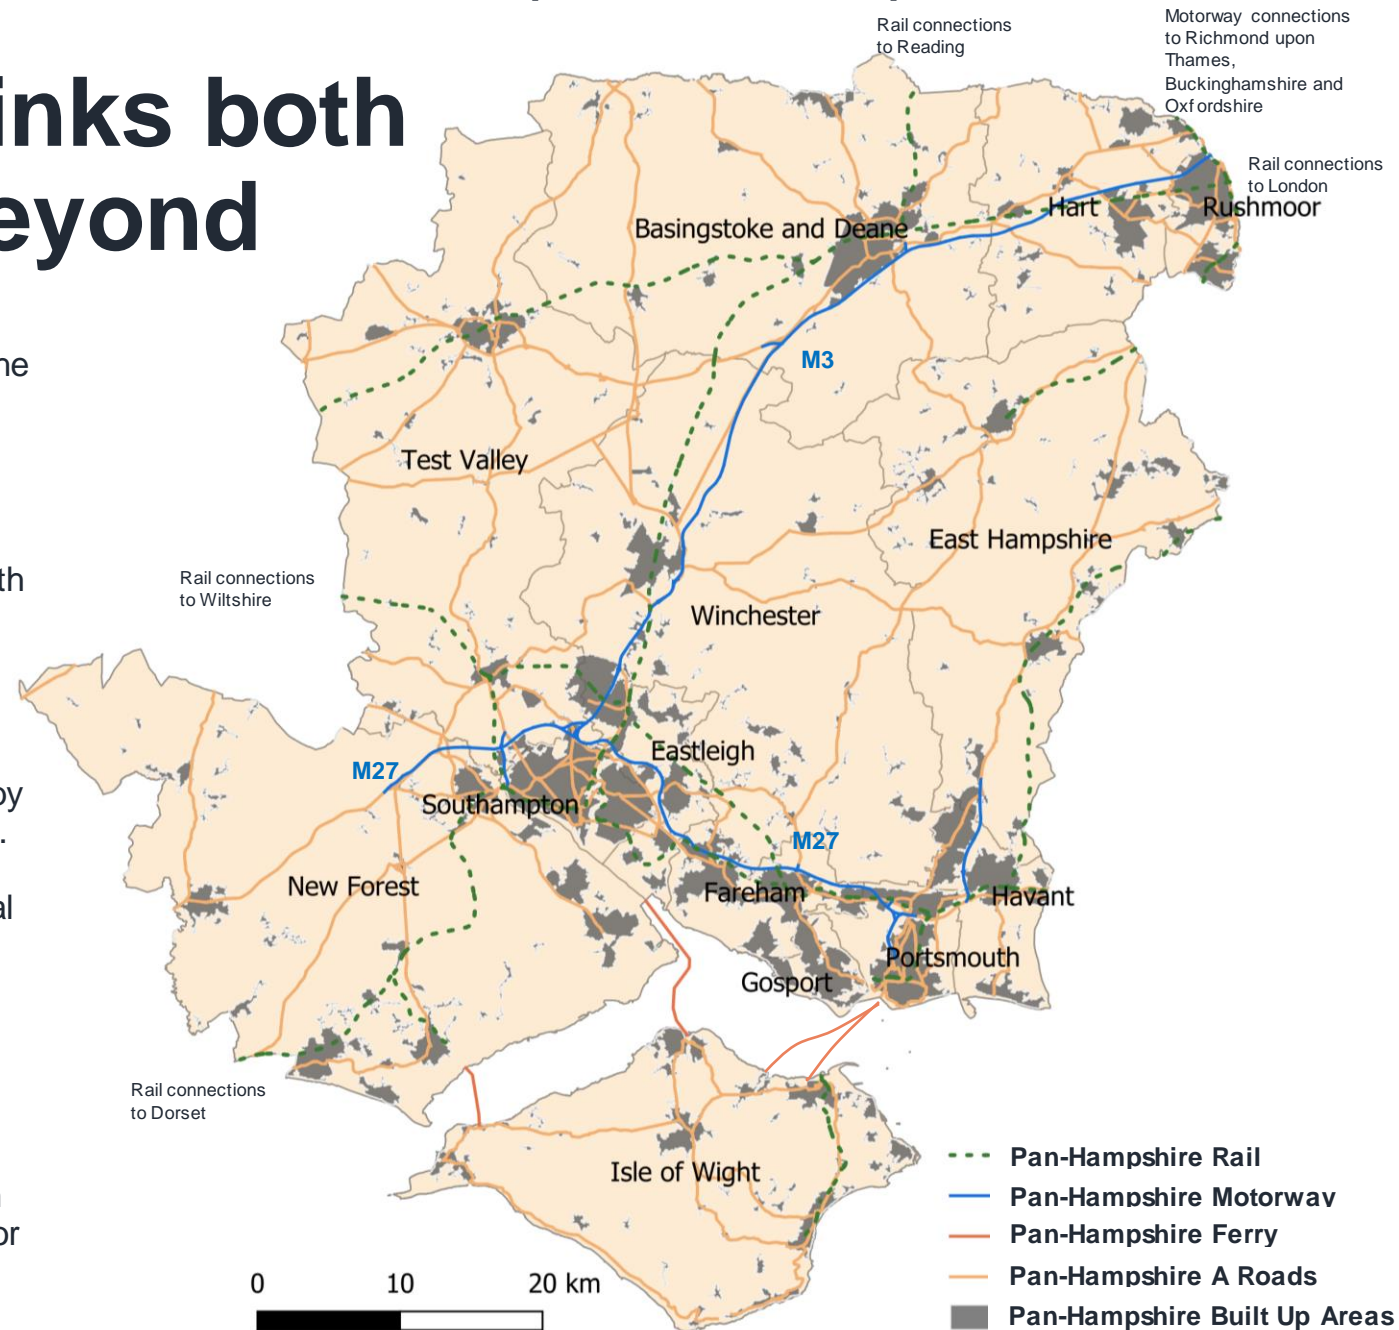 inks both
eyond
ne
th
by
.
al
or
Rail connections
to Reading
Motorway connections
to Richmond upon
Thames,
Buckinghamshire and
Oxfordshire
Rail connections
to London
Hart
Rushmoor
Basingstoke and Deane
M3
Test Valley
East Hampshire
Rail connections
to Wiltshire
Winchester
Eastleigh
M27
Southampton
M27
New Forest
Fareham
Havant
Portsmouth
Gosport
Rail connections
to Dorset
Isle of Wight
Pan-Hampshire Rail
Pan-Hampshire Motorway
Pan-Hampshire Ferry
Pan-Hampshire A Roads
Pan-Hampshire Built Up Areas
0 10 20 km